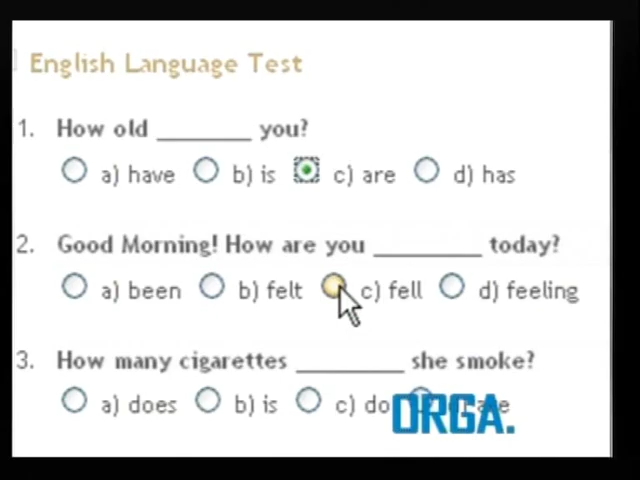 English Language Test
1. How old ________ you?
a) have b) is c) are d) has
2. Good Morning! How are you _________ today?
a) been b) felt c) fell d) feeling
3. How many cigarettes _________ she smoke?
a) does b) is c) do
ORGA.